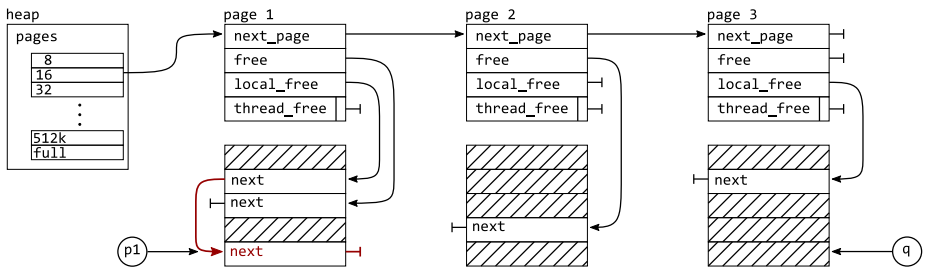 heap
pages
8
16
32
512k
full
page 1
next_page
free
local_free
thread_free
next
next
next
p1
page 2
next_page
free
local_free
thread_free
next
page 3
next_page
free
local_free
thread_free
next
q